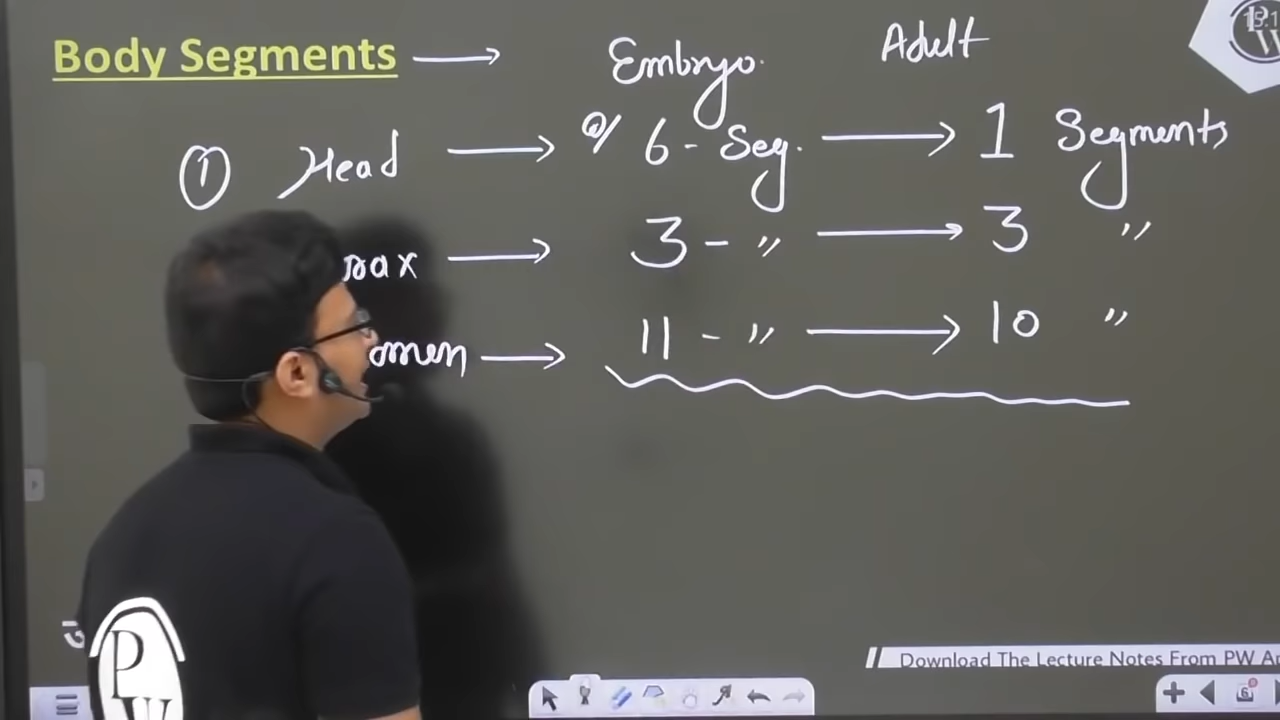 Body Segments → Embryo. Adult
① Head → @/ 6 - Seg. → 1 Segments
rax → 3 - " → 3 "
omen → 11 - " → 10 "
Download The Lecture Notes From PW A
PW